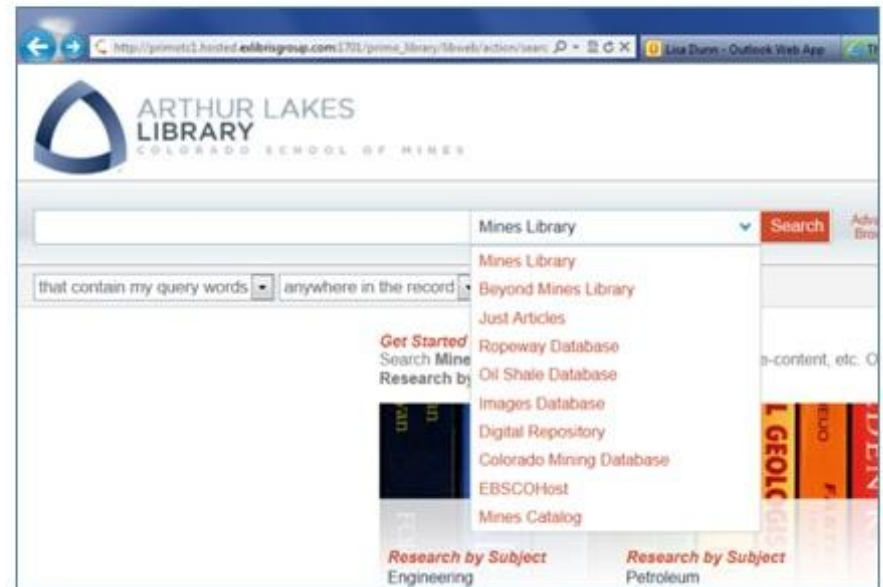 http://primotc1.hosted.exlibrisgroup.com:1701/primo_library/libweb/action/searc
Lisa Dunn - Outlook Web App
ARTHUR LAKES
LIBRARY
COLORADO SCHOOL OF MINES
Mines Library
Search
that contain my query words
anywhere in the record
Mines Library
Beyond Mines Library
Just Articles
Ropeway Database
Oil Shale Database
Images Database
Digital Repository
Colorado Mining Database
EBSCOHost
Mines Catalog
Get Started
Search Mine
e-content, etc. O
Research by
L GEOLOGIS
Research by Subject
Research by Subject
Engineering
Petroleum